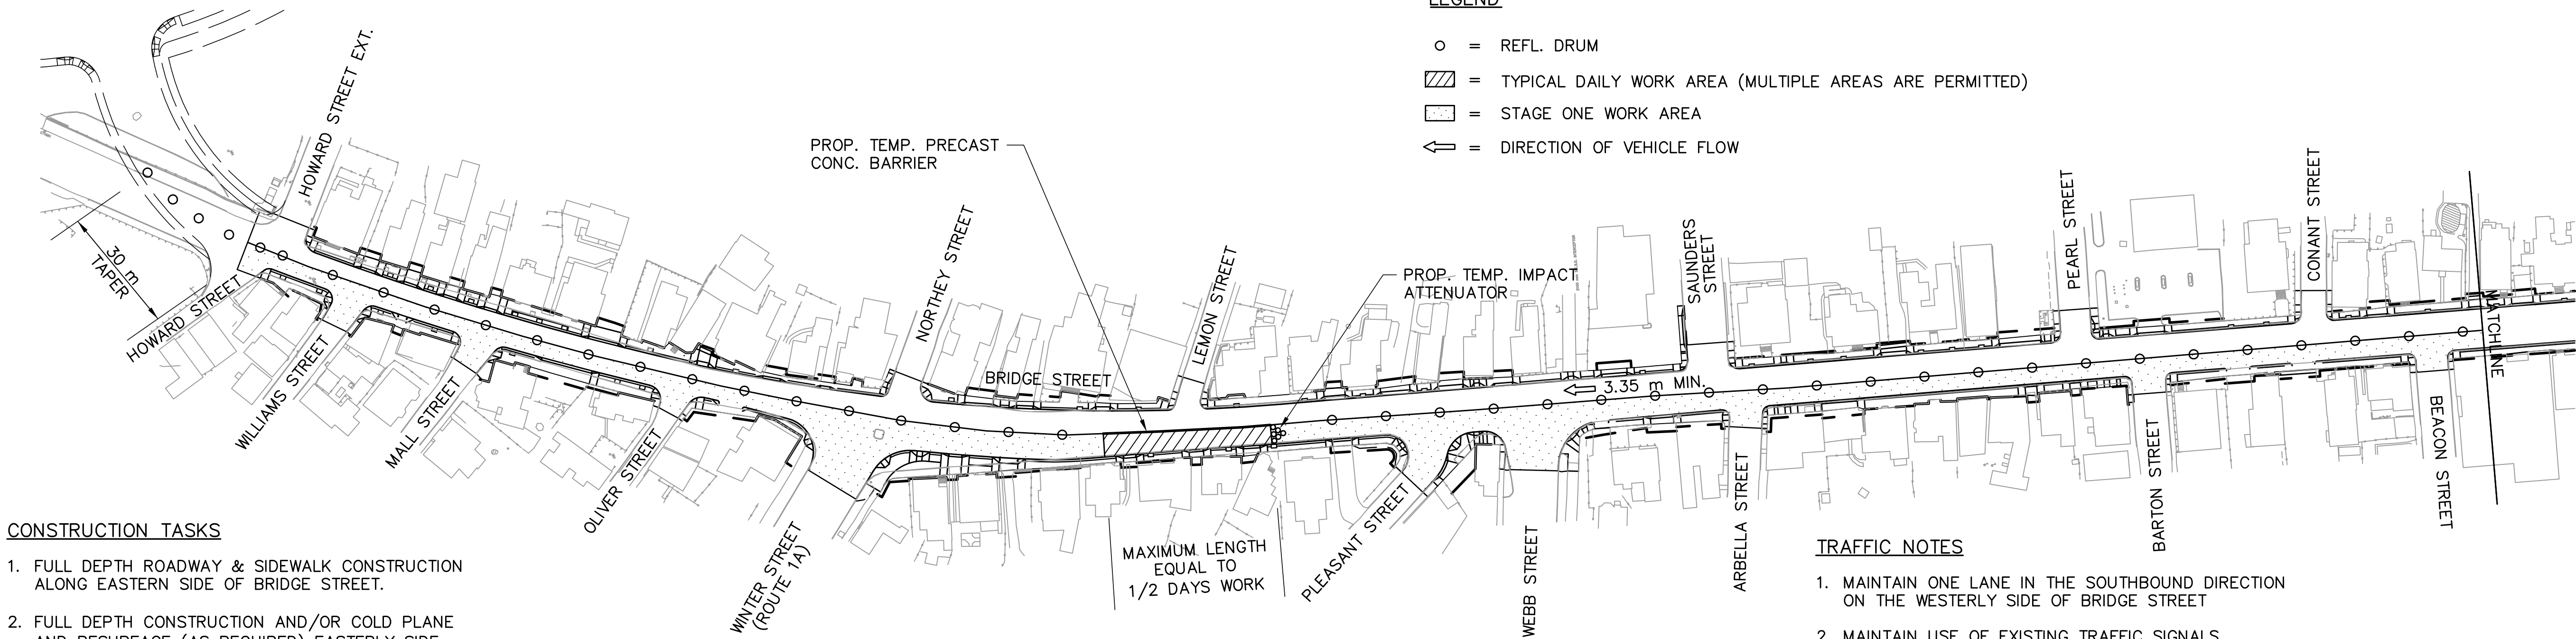 LEGEND
= REFL. DRUM
= TYPICAL DAILY WORK AREA (MULTIPLE AREAS ARE PERMITTED)
= STAGE ONE WORK AREA
= DIRECTION OF VEHICLE FLOW
HOWARD STREET EXT.
30 m
TAPER
HOWARD STREET
WILLIAMS STREET
MALL STREET
OLIVER STREET
WINTER STREET
(ROUTE 1A)
PROP. TEMP. PRECAST
CONC. BARRIER
NORTHEY STREET
BRIDGE STREET
LEMON STREET
PROP. TEMP. IMPACT
ATTENUATOR
3.35 m MIN.
SAUNDERS
STREET
PEARL STREET
CONANT STREET
MATCHLINE
MAXIMUM LENGTH
EQUAL TO
1/2 DAYS WORK
PLEASANT STREET
WEBB STREET
ARBELLA STREET
BARTON STREET
BEACON STREET
CONSTRUCTION TASKS
1. FULL DEPTH ROADWAY & SIDEWALK CONSTRUCTION
ALONG EASTERN SIDE OF BRIDGE STREET.
2. FULL DEPTH CONSTRUCTION AND/OR COLD PLANE
AND RESURFACE (AS REQUIRED) EASTERLY SIDE
TRAFFIC NOTES
1. MAINTAIN ONE LANE IN THE SOUTHBOUND DIRECTION
ON THE WESTERLY SIDE OF BRIDGE STREET
2. MAINTAIN USE OF EXISTING TRAFFIC SIGNALS